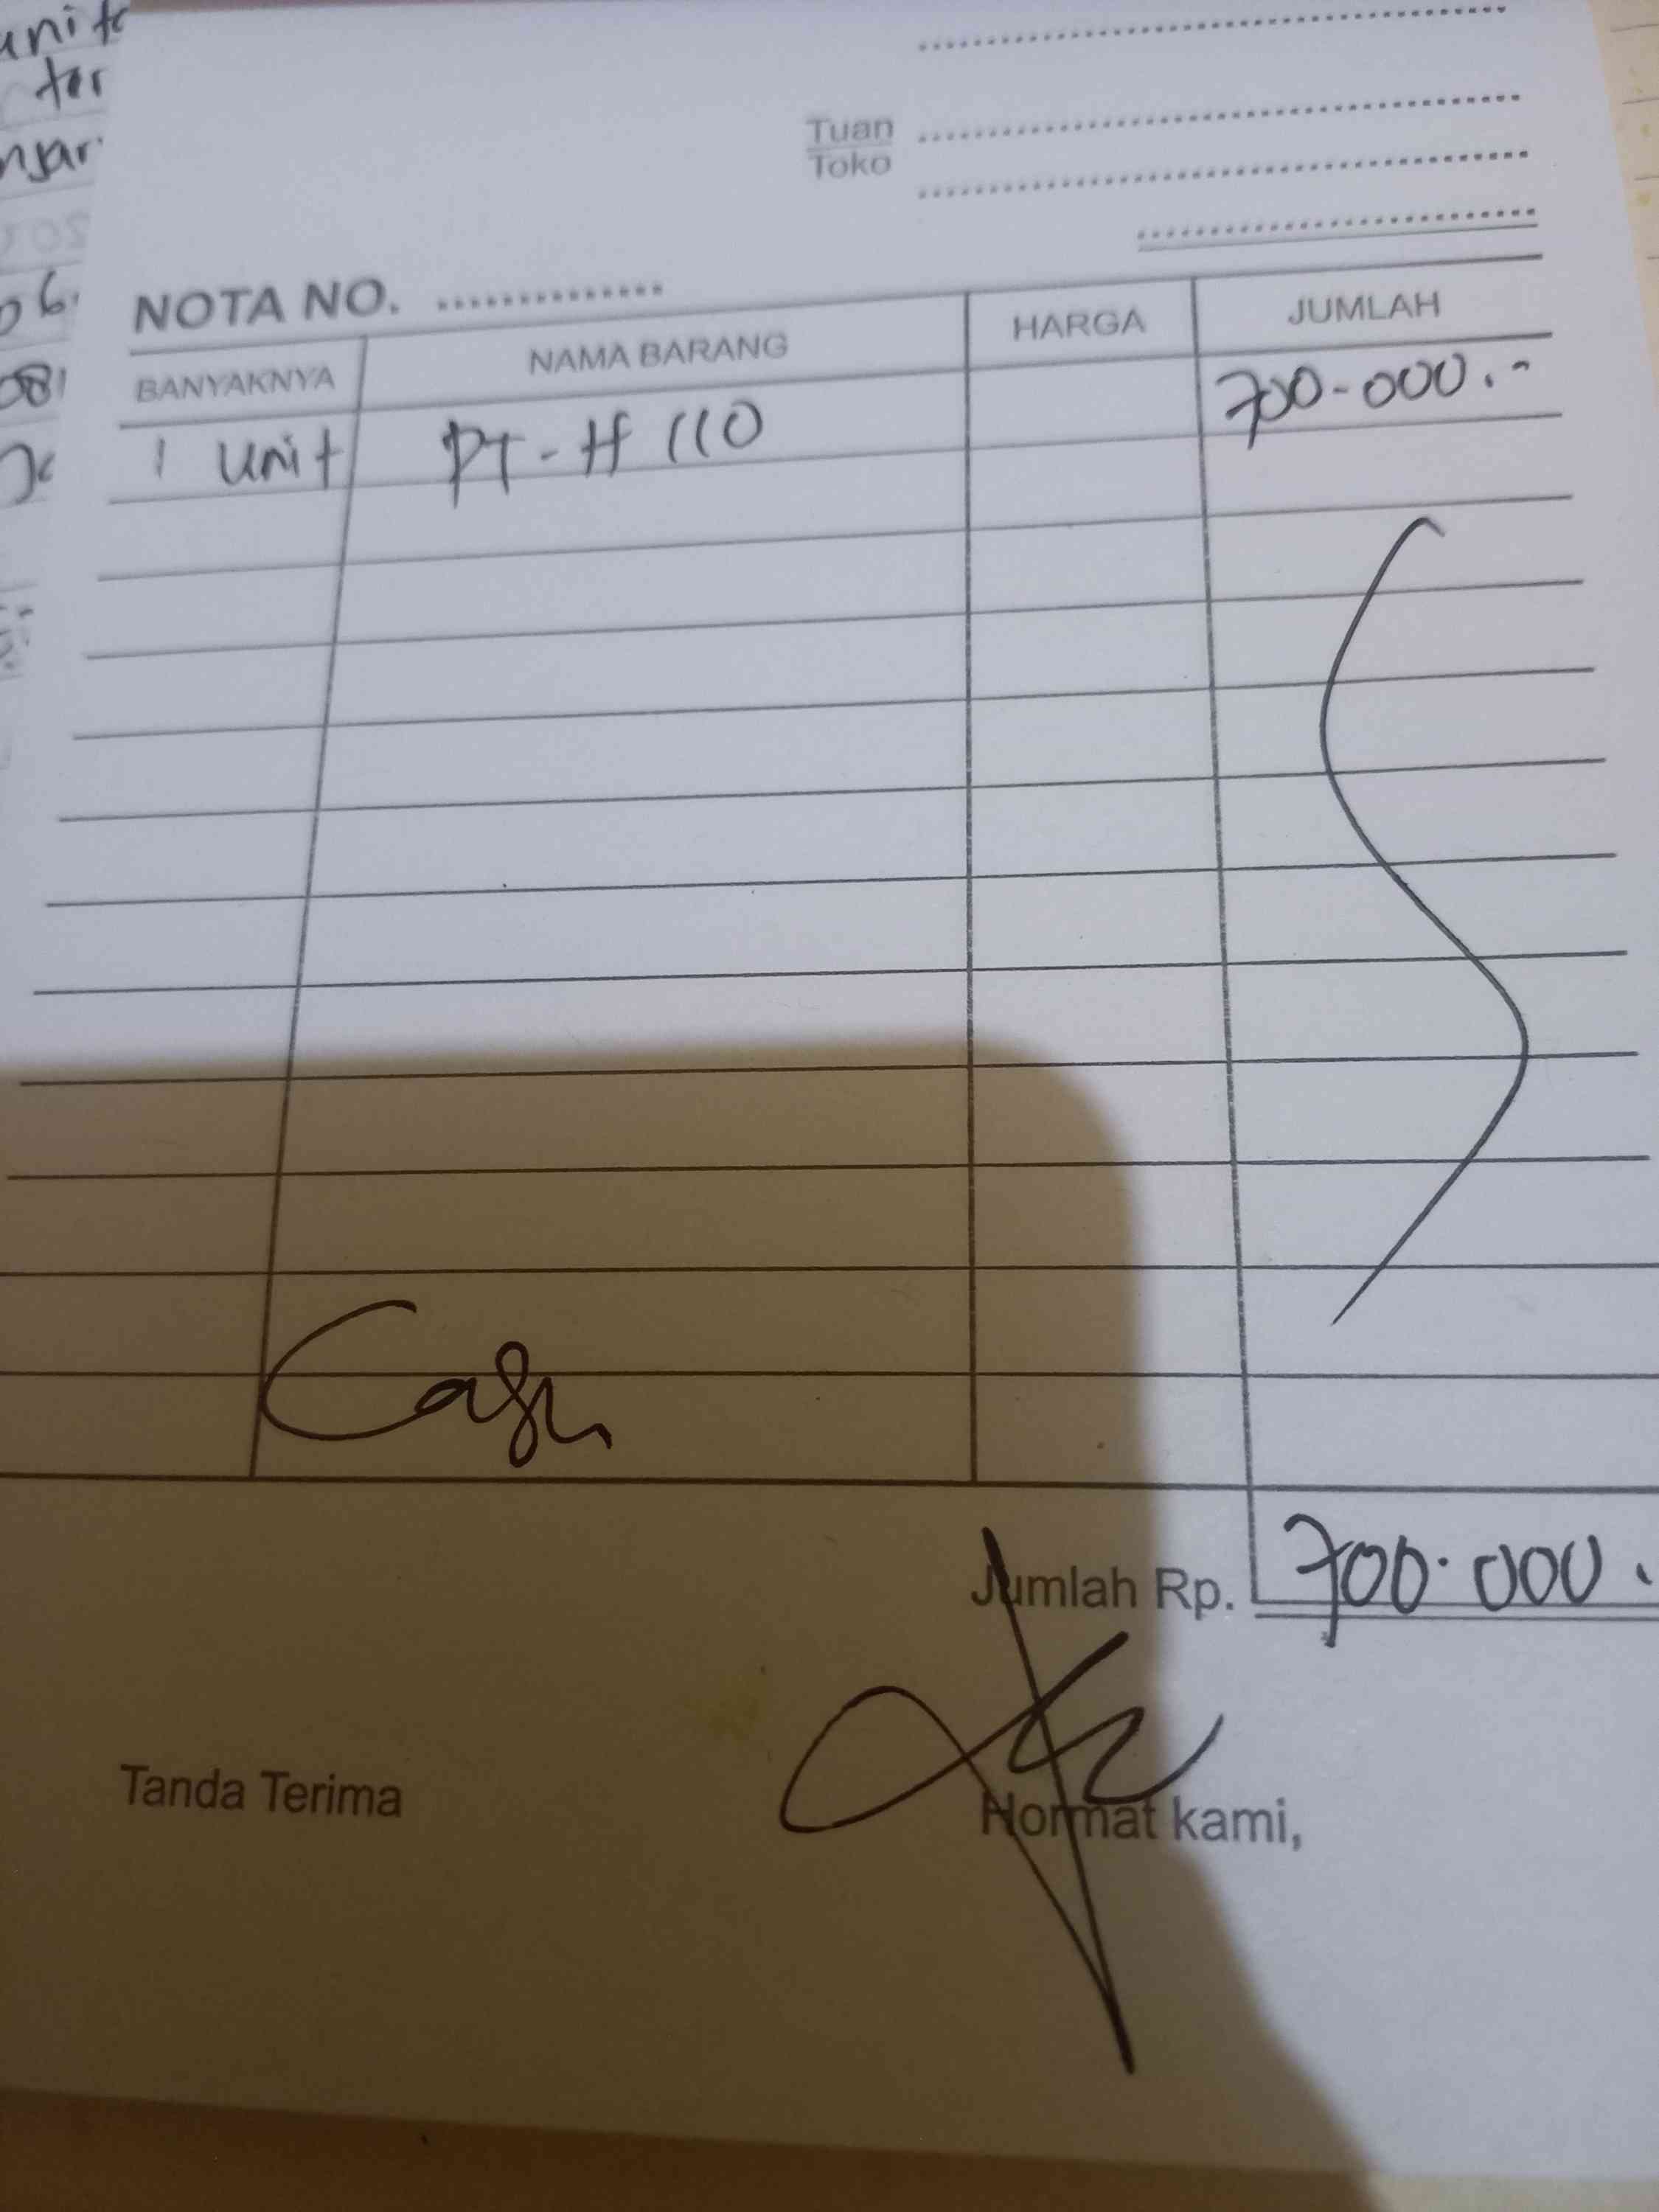 Tuan
Toko
NOTA NO. ..............
BANYAKNYA NAMA BARANG HARGA JUMLAH
1 Unit PT-H 110 700-000.-
Cash
Jumlah Rp. 700.000.
Tanda Terima Hormat kami,